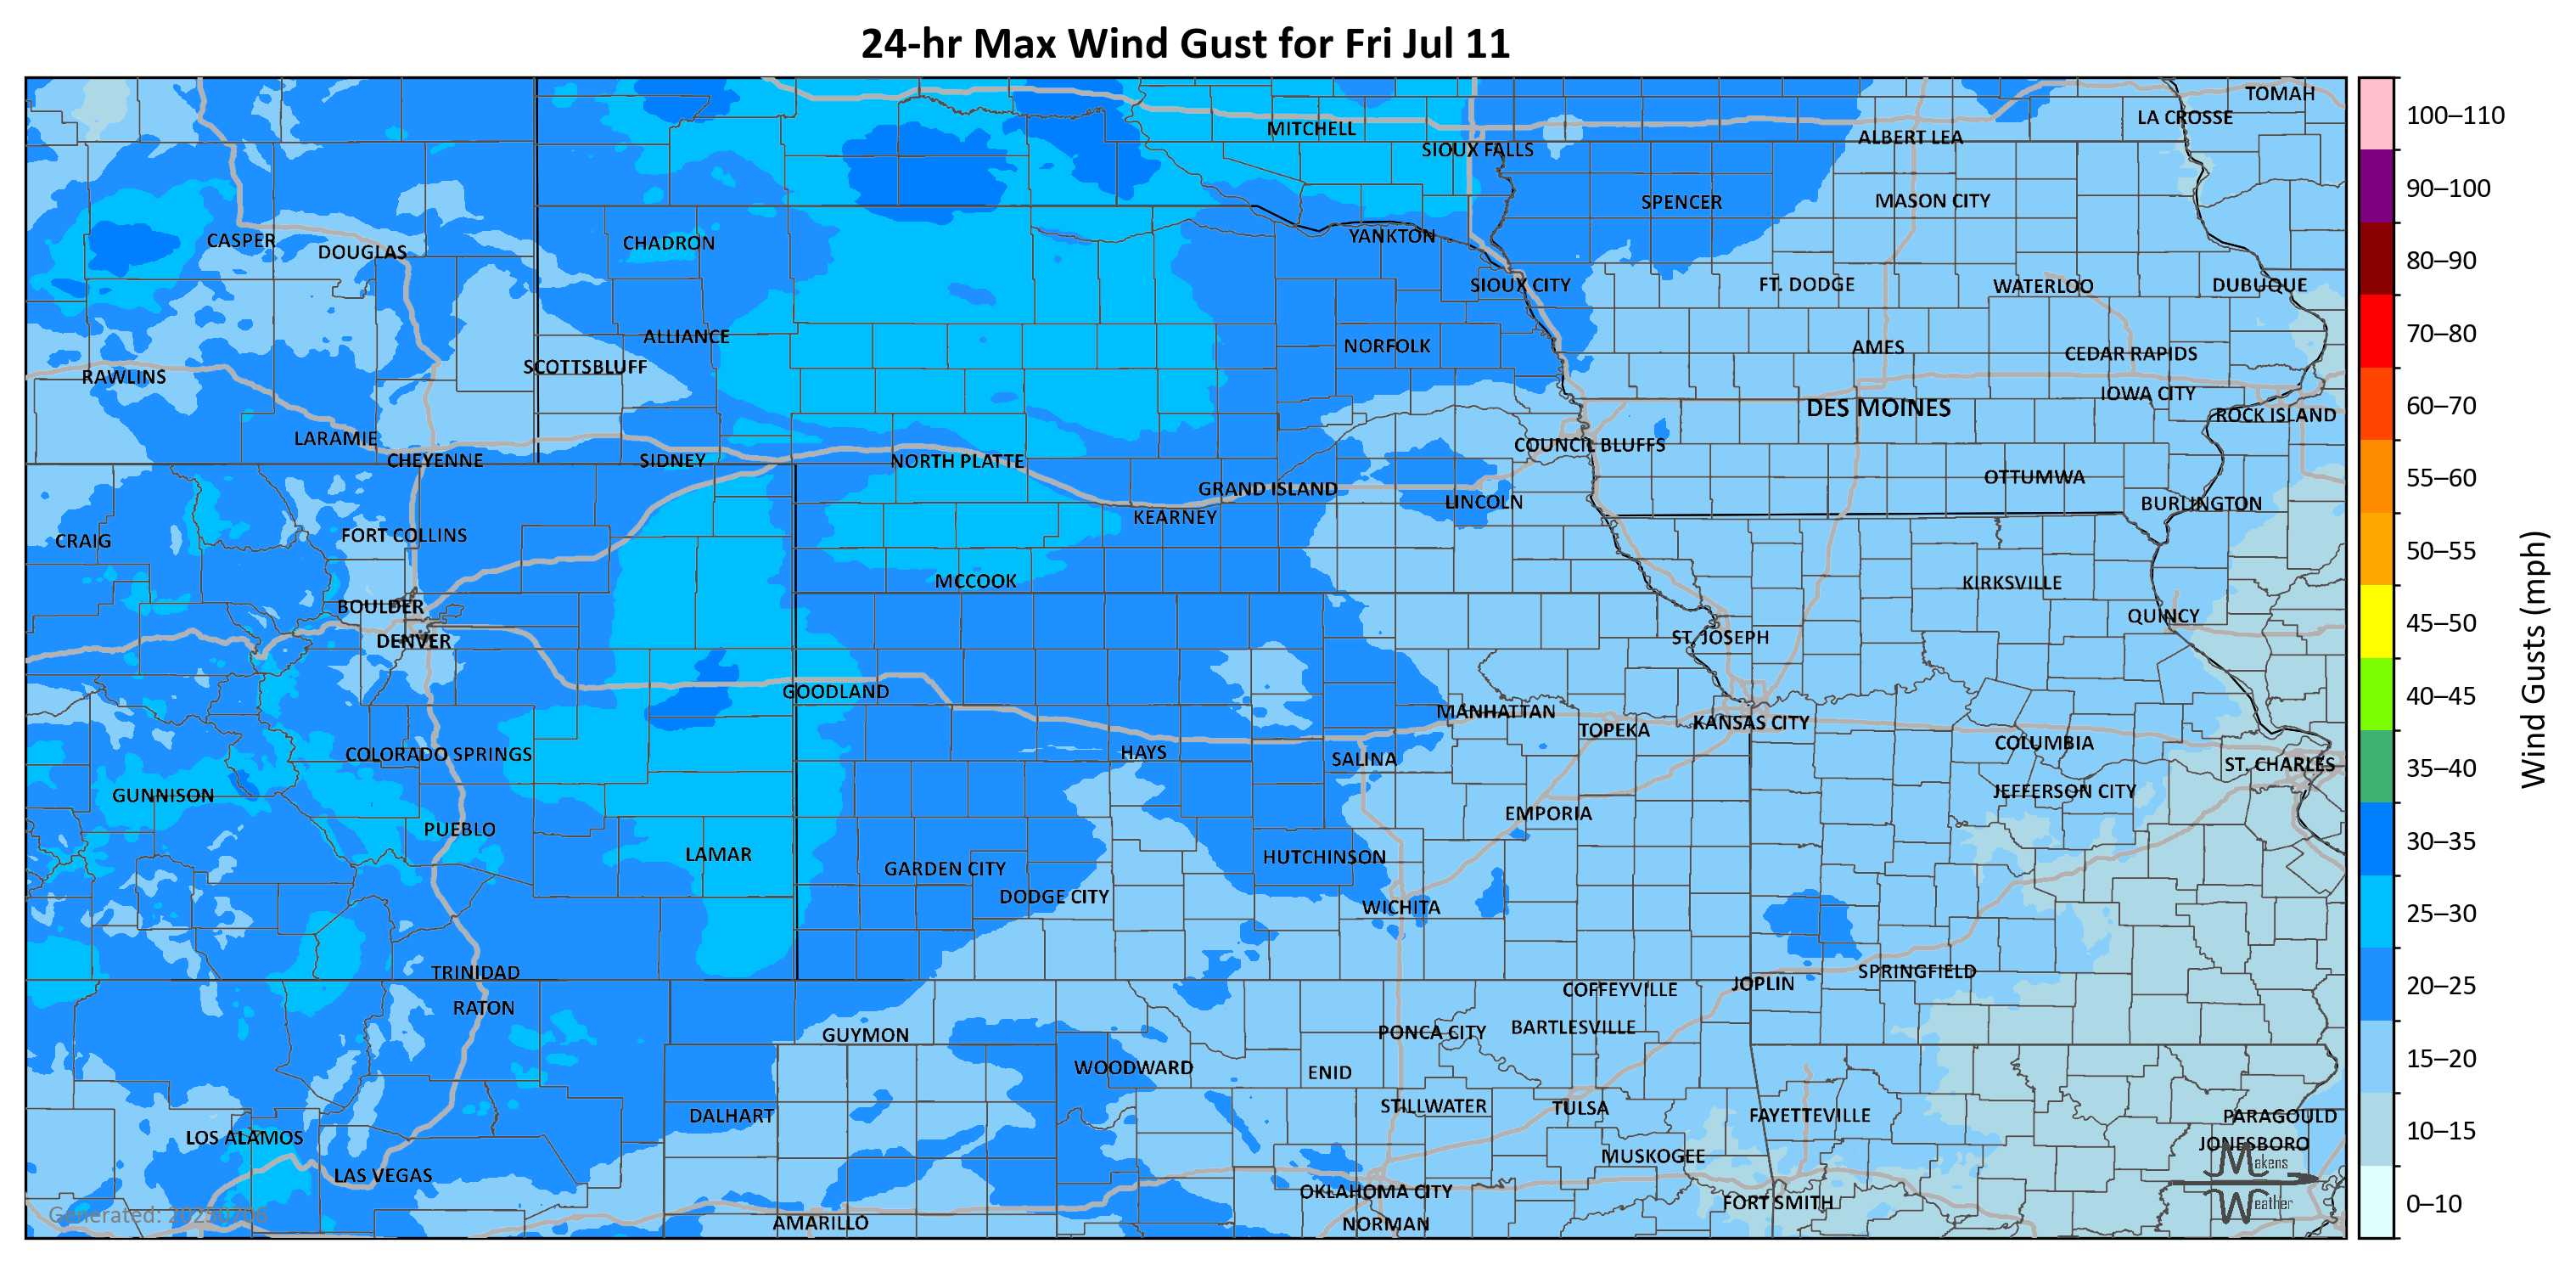 24-hr Max Wind Gust for Fri Jul 11
TOMAH
LA CROSSE
MITCHELL
ALBERT LEA
SIOUX FALLS
SPENCER
MASON CITY
CASPER
DOUGLAS
CHADRON
YANKTON
SIOUX CITY
FT. DODGE
WATERLOO
DUBUQUE
ALLIANCE
NORFOLK
AMES
CEDAR RAPIDS
SCOTTSBLUFF
RAWLINS
IOWA CITY
DES MOINES
ROCK ISLAND
LARAMIE
COUNCIL BLUFFS
CHEYENNE
SIDNEY
NORTH PLATTE
OTTUMWA
GRAND ISLAND
LINCOLN
BURLINGTON
KEARNEY
FORT COLLINS
CRAIG
MCCOOK
KIRKSVILLE
BOULDER
QUINCY
DENVER
ST. JOSEPH
GOODLAND
MANHATTAN
KANSAS CITY
TOPEKA
COLUMBIA
COLORADO SPRINGS
HAYS
SALINA
ST. CHARLES
GUNNISON
JEFFERSON CITY
EMPORIA
PUEBLO
LAMAR
HUTCHINSON
GARDEN CITY
DODGE CITY
WICHITA
TRINIDAD
SPRINGFIELD
JOPLIN
COFFEYVILLE
RATON
BARTLESVILLE
PONCA CITY
GUYMON
WOODWARD
ENID
STILLWATER
TULSA
DALHART
FAYETTEVILLE
PARAGOULD
LOS ALAMOS
JONESBORO
MUSKOGEE
LAS VEGAS
OKLAHOMA CITY
FORT SMITH
AMARILLO
NORMAN
Makens
Weather
Generated: 20250706
100–110
90–100
80–90
70–80
60–70
55–60
50–55
45–50
40–45
35–40
30–35
25–30
20–25
15–20
10–15
0–10
Wind Gusts (mph)